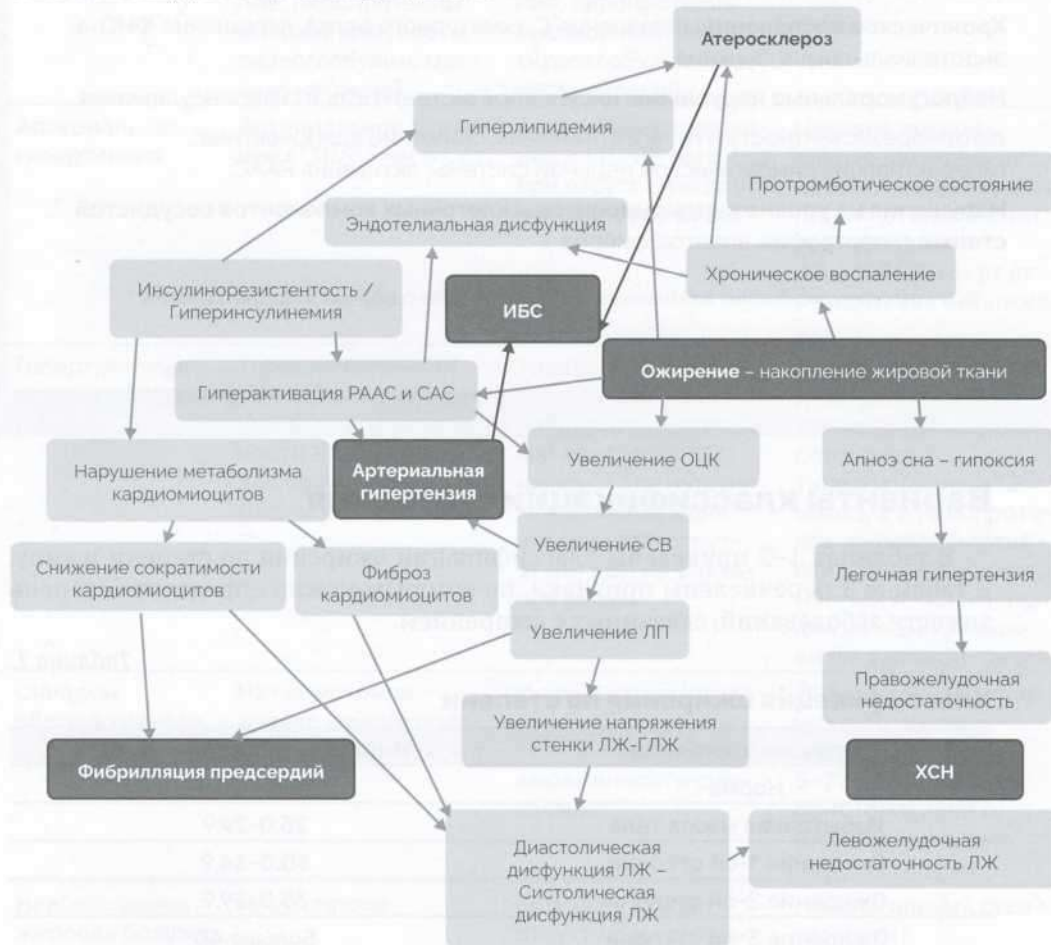 Атеросклероз
Гиперлипидемия
Протромботическое состояние
Эндотелиальная дисфункция
Хроническое воспаление
Инсулинорезистентость /
Гиперинсулинемия
ИБС
Ожирение – накопление жировой ткани
Гиперактивация РААС и САС
Нарушение метаболизма
кардиомиоцитов
Артериальная
гипертензия
Увеличение ОЦК
Апноэ сна – гипоксия
Увеличение СВ
Снижение сократимости
кардиомиоцитов
Фиброз
кардиомиоцитов
Легочная гипертензия
Увеличение ЛП
Правожелудочная
недостаточность
Увеличение напряжения
стенки ЛЖ-ГЛЖ
Фибрилляция предсердий
ХСН
Диастолическая
дисфункция ЛЖ –
Систолическая
дисфункция ЛЖ
Левожелудочная
недостаточность ЛЖ